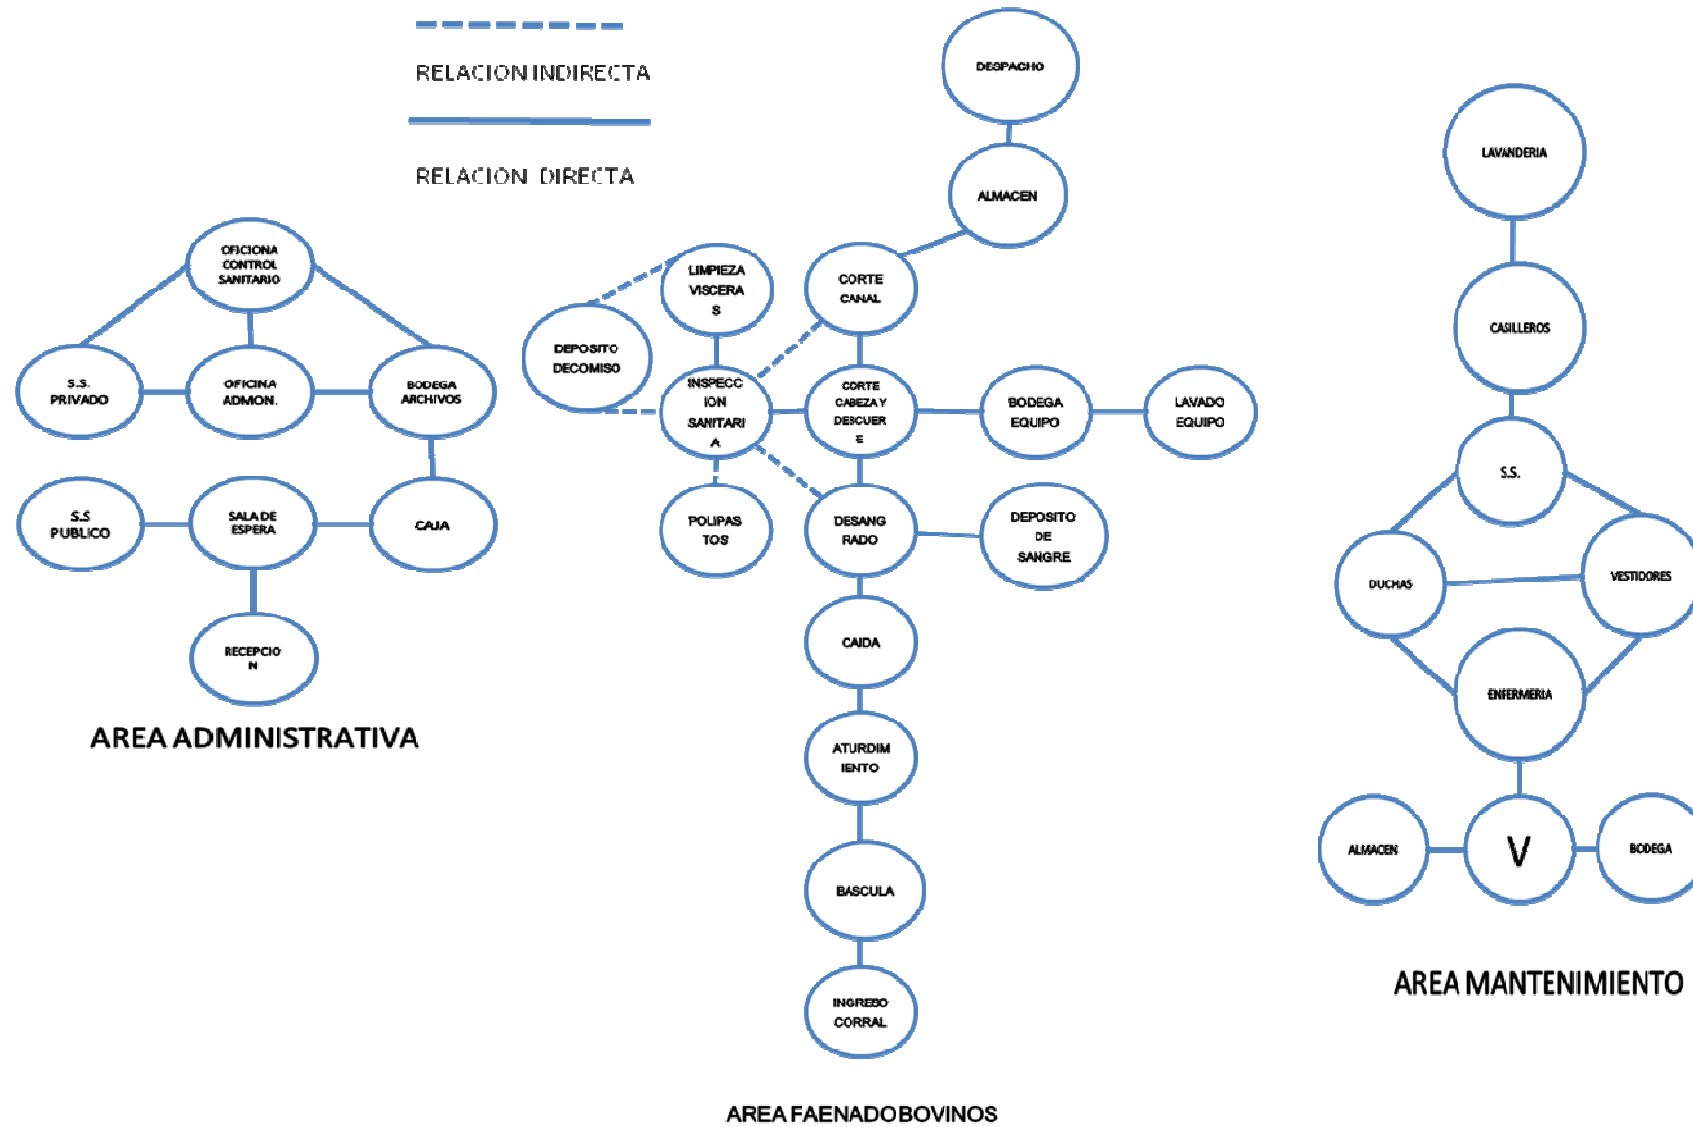 RELACION INDIRECTA
RELACION DIRECTA
OFICIONA
CONTROL
SANITARIO
S.S.
PRIVADO
OFICINA
ADMON.
BODEGA
ARCHIVOS
S.S
PUBLICO
SALA DE
ESPERA
CAJA
RECEPCIO
N
AREA ADMINISTRATIVA
DESPACHO
ALMACEN
LIMPIEZA
VISCERA
S
CORTE
CANAL
DEPOSITO
DECOMISO
INSPECC
ION
SANITARI
A
CORTE
CABEZA Y
DESCUER
E
BODEGA
EQUIPO
LAVADO
EQUIPO
POLIPAS
TOS
DESANG
RADO
DEPOSITO
DE
SANGRE
CAIDA
ATURDIM
IENTO
BASCULA
INGRESO
CORRAL
AREA FAENADO BOVINOS
LAVANDERIA
CASILLEROS
S.S.
DUCHAS
VESTIDORES
ENFERMERIA
ALMACEN
V
BODEGA
AREA MANTENIMIENTO